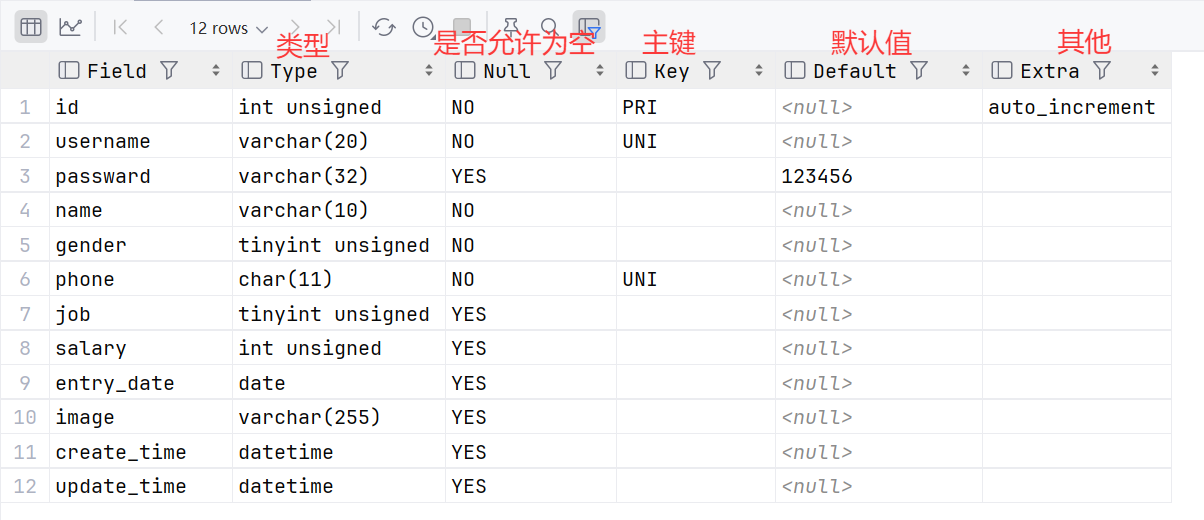 12 rows
类型 是否允许为空 主键 默认值 其他
Field Type Null Key Default Extra
1 id int unsigned NO PRI <null> auto_increment
2 username varchar(20) NO UNI <null>
3 passward varchar(32) YES 123456
4 name varchar(10) NO <null>
5 gender tinyint unsigned NO <null>
6 phone char(11) NO UNI <null>
7 job tinyint unsigned YES <null>
8 salary int unsigned YES <null>
9 entry_date date YES <null>
10 image varchar(255) YES <null>
11 create_time datetime YES <null>
12 update_time datetime YES <null>